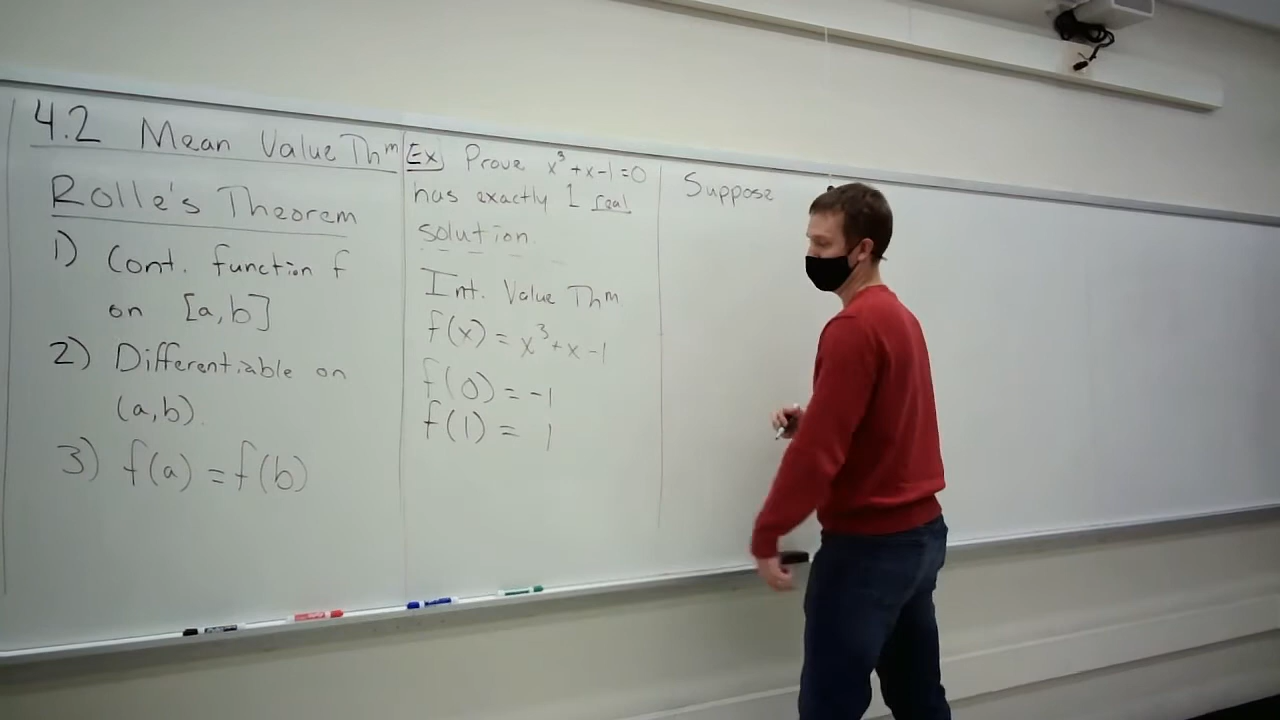 4.2 Mean Value Thm
Rolle's Theorem
1) Cont. function f
on [a,b]
2) Differentiable on
(a,b).
3) f(a) = f(b)
Ex Prove x³+x-1=0
has exactly 1 real
solution.
Int. Value Thm
f(x) = x³+x-1
f(0) = -1
f(1) = 1
Suppose